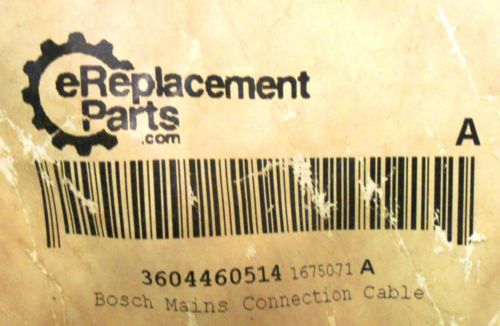 eReplacement
Parts
.com
A
3604460514 1675071 A
Bosch Mains Connection Cable